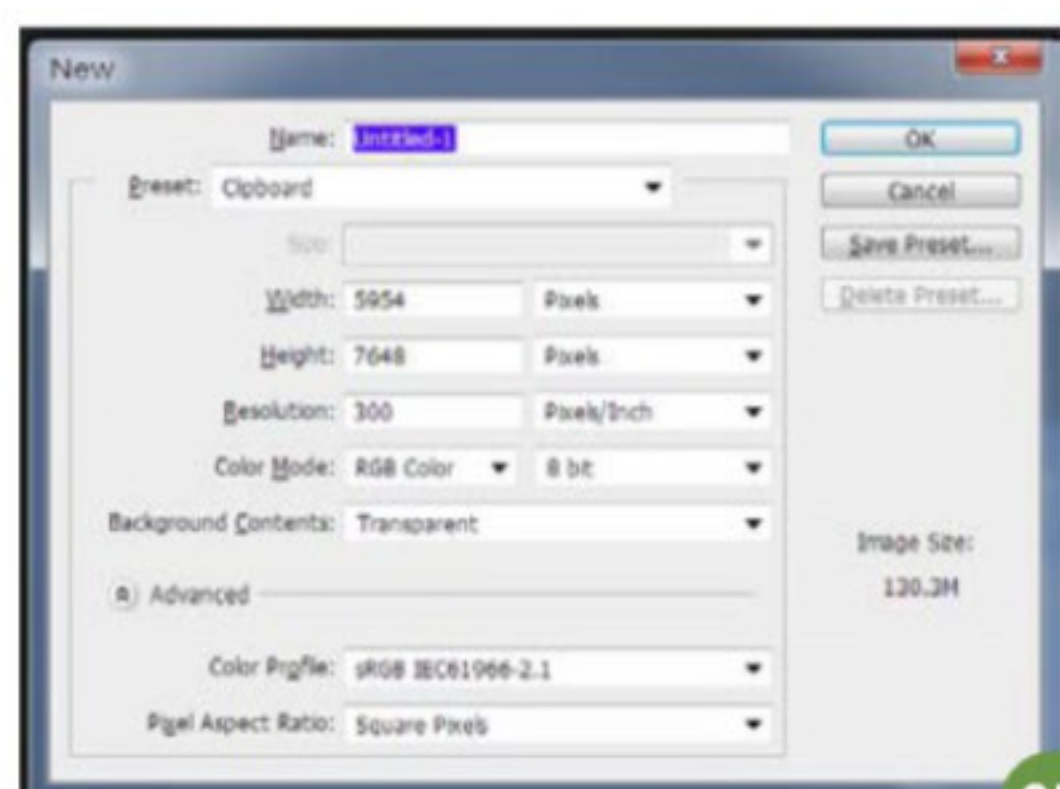 New
Name: Untitled-1
OK
Preset: Clipboard
Cancel
Size:
Save Preset...
Width: 5954 Pixels
Delete Preset...
Height: 7648 Pixels
Resolution: 300 Pixels/Inch
Color Mode: RGB Color 8 bit
Background Contents: Transparent
Image Size:
130.3M
Advanced
Color Profile: sRGB IEC61966-2.1
Pixel Aspect Ratio: Square Pixels